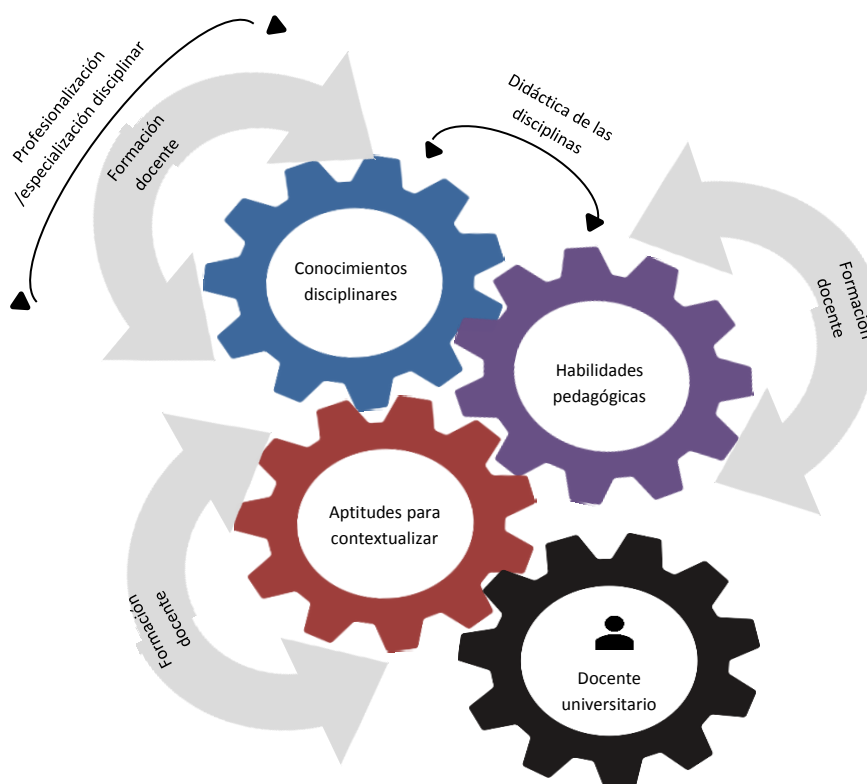 Profesionalización
/especialización disciplinar
Formación
docente
Didáctica de las
disciplinas
Conocimientos
disciplinares
Formación
docente
Habilidades
pedagógicas
Aptitudes para
contextualizar
Formación
docente
Docente
universitario